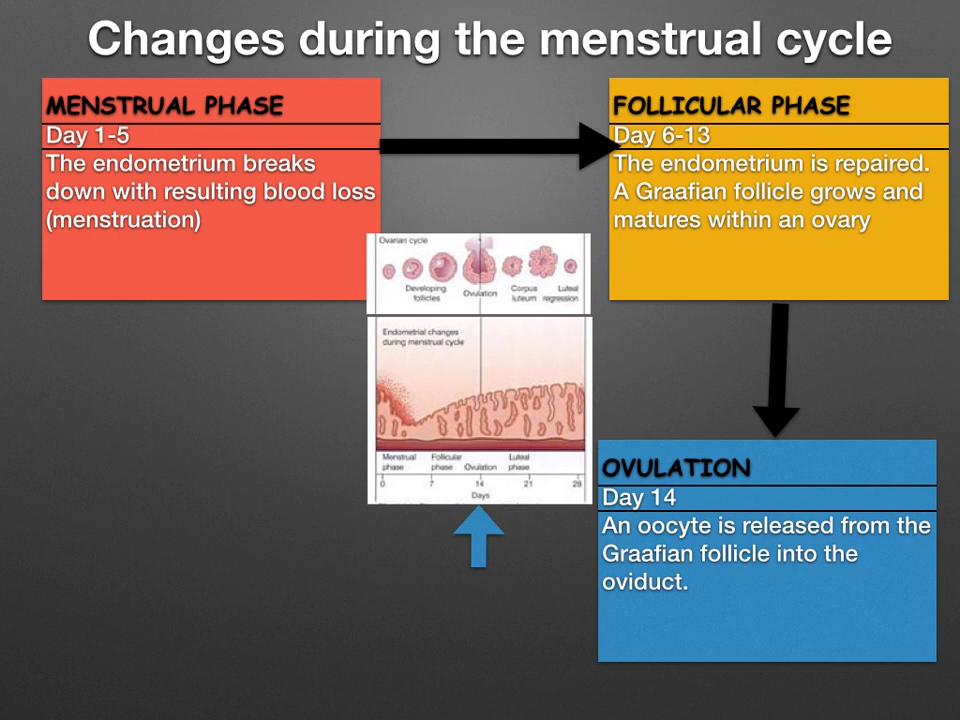 Changes during the menstrual cycle
MENSTRUAL PHASE
Day 1-5
The endometrium breaks
down with resulting blood loss
(menstruation)
FOLLICULAR PHASE
Day 6-13
The endometrium is repaired.
A Graafian follicle grows and
matures within an ovary
Ovarian cycle
Developing
follicles
Ovulation
Corpus
luteum
Luteal
regression
Endometrial changes
during menstrual cycle
Menstrual
phase
Follicular
phase
Ovulation
Luteal
phase
0 7 14 21 28
Days
OVULATION
Day 14
An oocyte is released from the
Graafian follicle into the
oviduct.